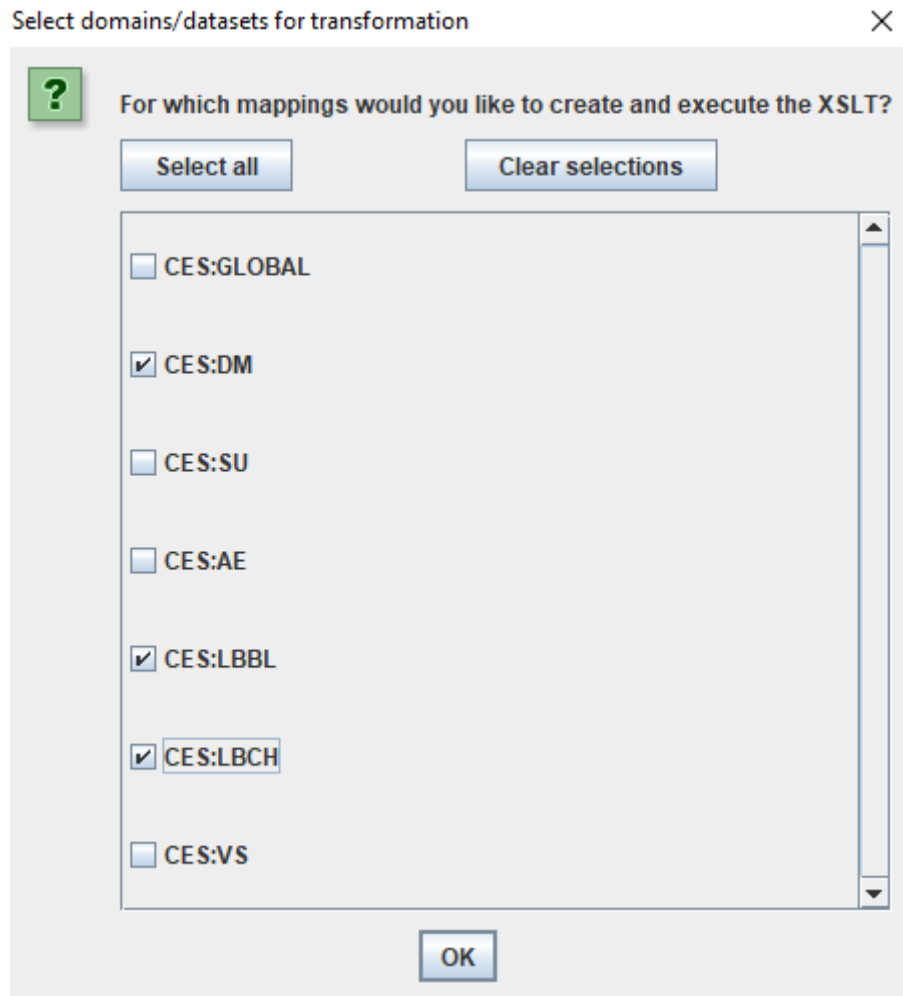 Select domains/datasets for transformation
?
For which mappings would you like to create and execute the XSLT?
Select all
Clear selections
CES:GLOBAL
CES:DM
CES:SU
CES:AE
CES:LBBL
CES:LBCH
CES:VS
OK